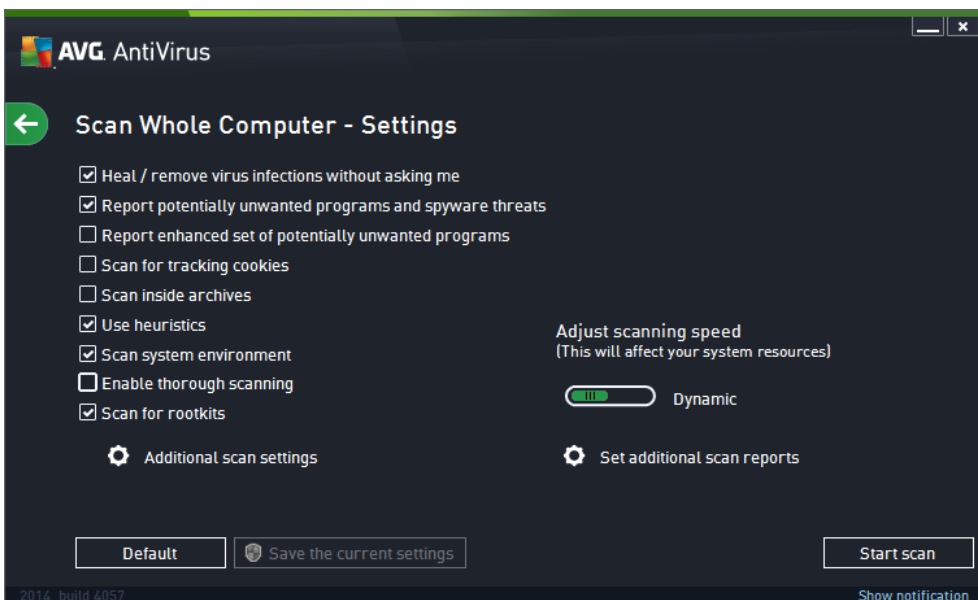 AVG. AntiVirus
Scan Whole Computer - Settings
Heal / remove virus infections without asking me
Report potentially unwanted programs and spyware threats
Report enhanced set of potentially unwanted programs
Scan for tracking cookies
Scan inside archives
Use heuristics
Scan system environment
Enable thorough scanning
Scan for rootkits
Adjust scanning speed
(This will affect your system resources)
Dynamic
Additional scan settings
Set additional scan reports
Default
Save the current settings
Start scan
2014 build 4057
Show notification